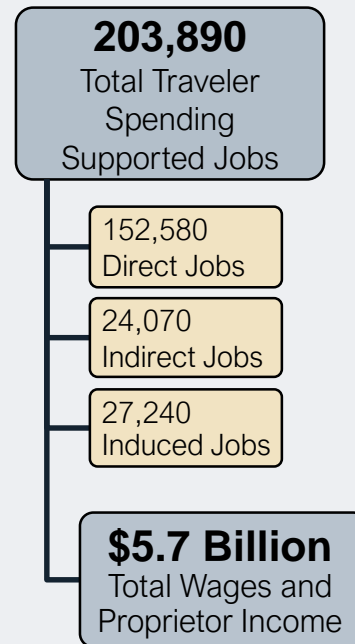 203,890
Total Traveler
Spending
Supported Jobs
152,580
Direct Jobs
24,070
Indirect Jobs
27,240
Induced Jobs
$5.7 Billion
Total Wages and
Proprietor Income